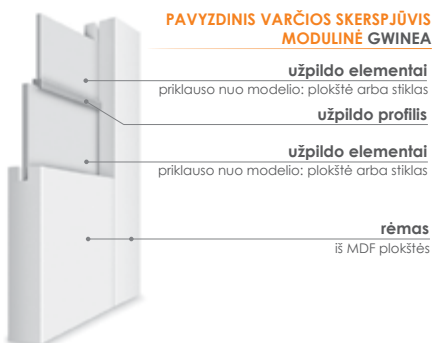 PAVYZDINIS VARČIOS SKERSPJŪVIS
MODULINĖ GWINEA
užpildo elementai
priklauso nuo modelio: plokštė arba stiklas
užpildo profilis
užpildo elementai
priklauso nuo modelio: plokštė arba stiklas
rėmas
iš MDF plokštės